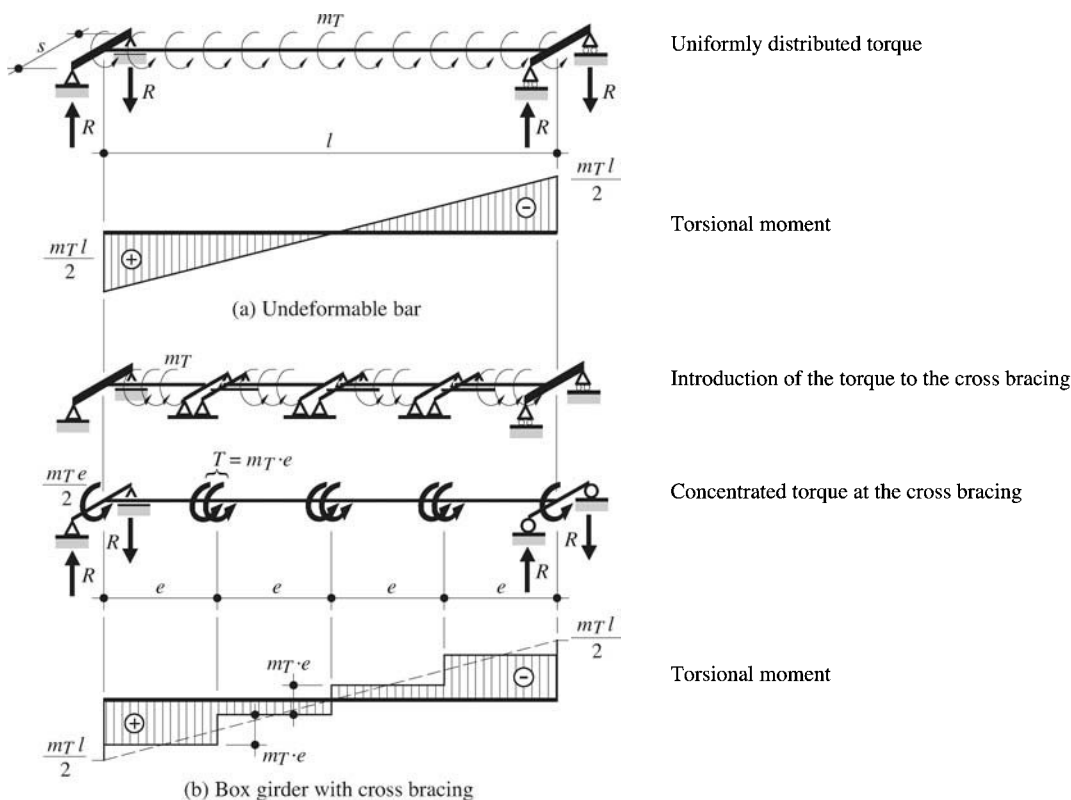 m_T
Uniformly distributed torque
s
R
R
R
R
l
m_T l
2
Torsional moment
m_T l
2
(a) Undeformable bar
m_T
Introduction of the torque to the cross bracing
T = m_T · e
m_T e
2
Concentrated torque at the cross bracing
R
R
R
R
e e e e
m_T l
2
m_T · e
Torsional moment
m_T l
2
m_T · e
(b) Box girder with cross bracing